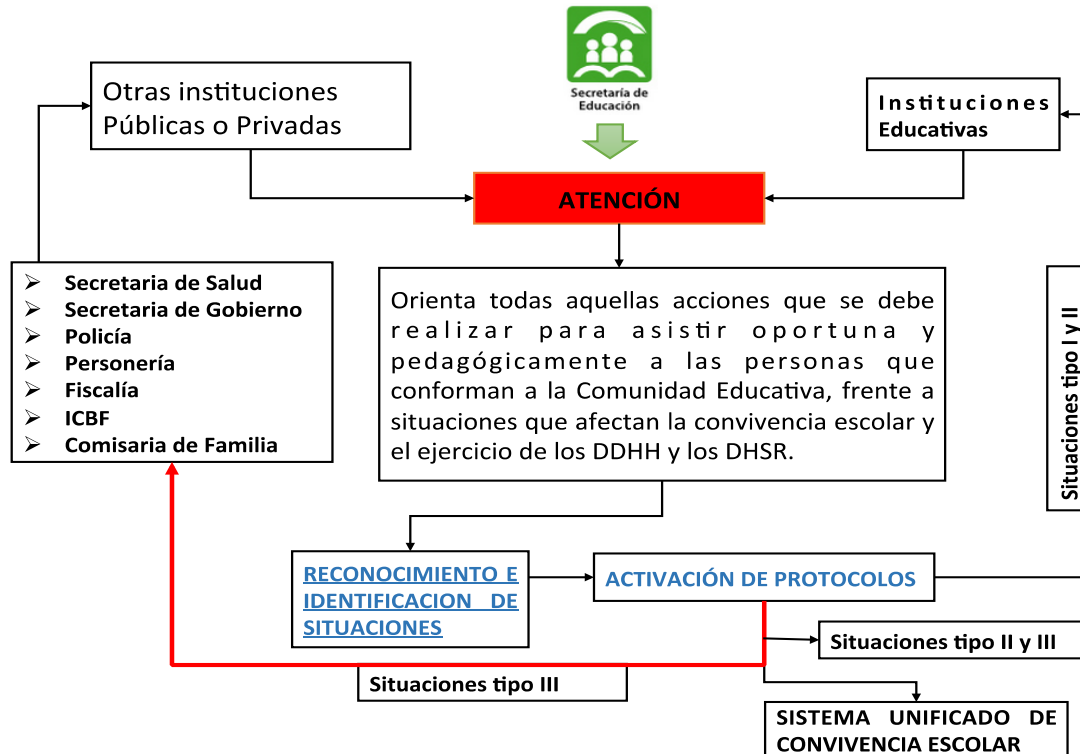 Secretaría de
Educación
Otras instituciones
Públicas o Privadas
Instituciones
Educativas
ATENCIÓN
Secretaria de Salud
Secretaria de Gobierno
Policía
Personería
Fiscalía
ICBF
Comisaria de Familia
Orienta todas aquellas acciones que se debe
realizar para asistir oportuna y
pedagógicamente a las personas que
conforman a la Comunidad Educativa, frente a
situaciones que afectan la convivencia escolar y
el ejercicio de los DDHH y los DHSR.
Situaciones tipo I y II
RECONOCIMIENTO E
IDENTIFICACION DE
SITUACIONES
ACTIVACIÓN DE PROTOCOLOS
Situaciones tipo II y III
Situaciones tipo III
SISTEMA UNIFICADO DE
CONVIVENCIA ESCOLAR